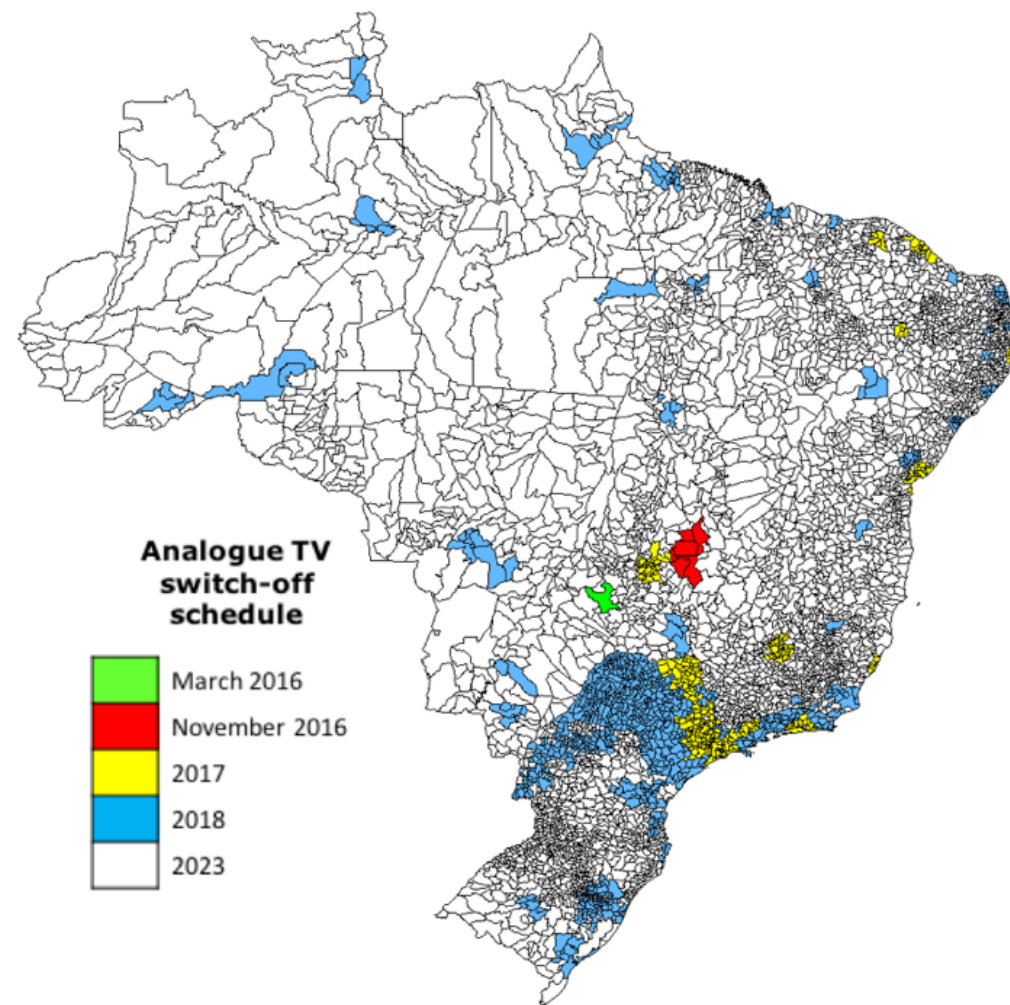 Analogue TV
switch-off
schedule
March 2016
November 2016
2017
2018
2023